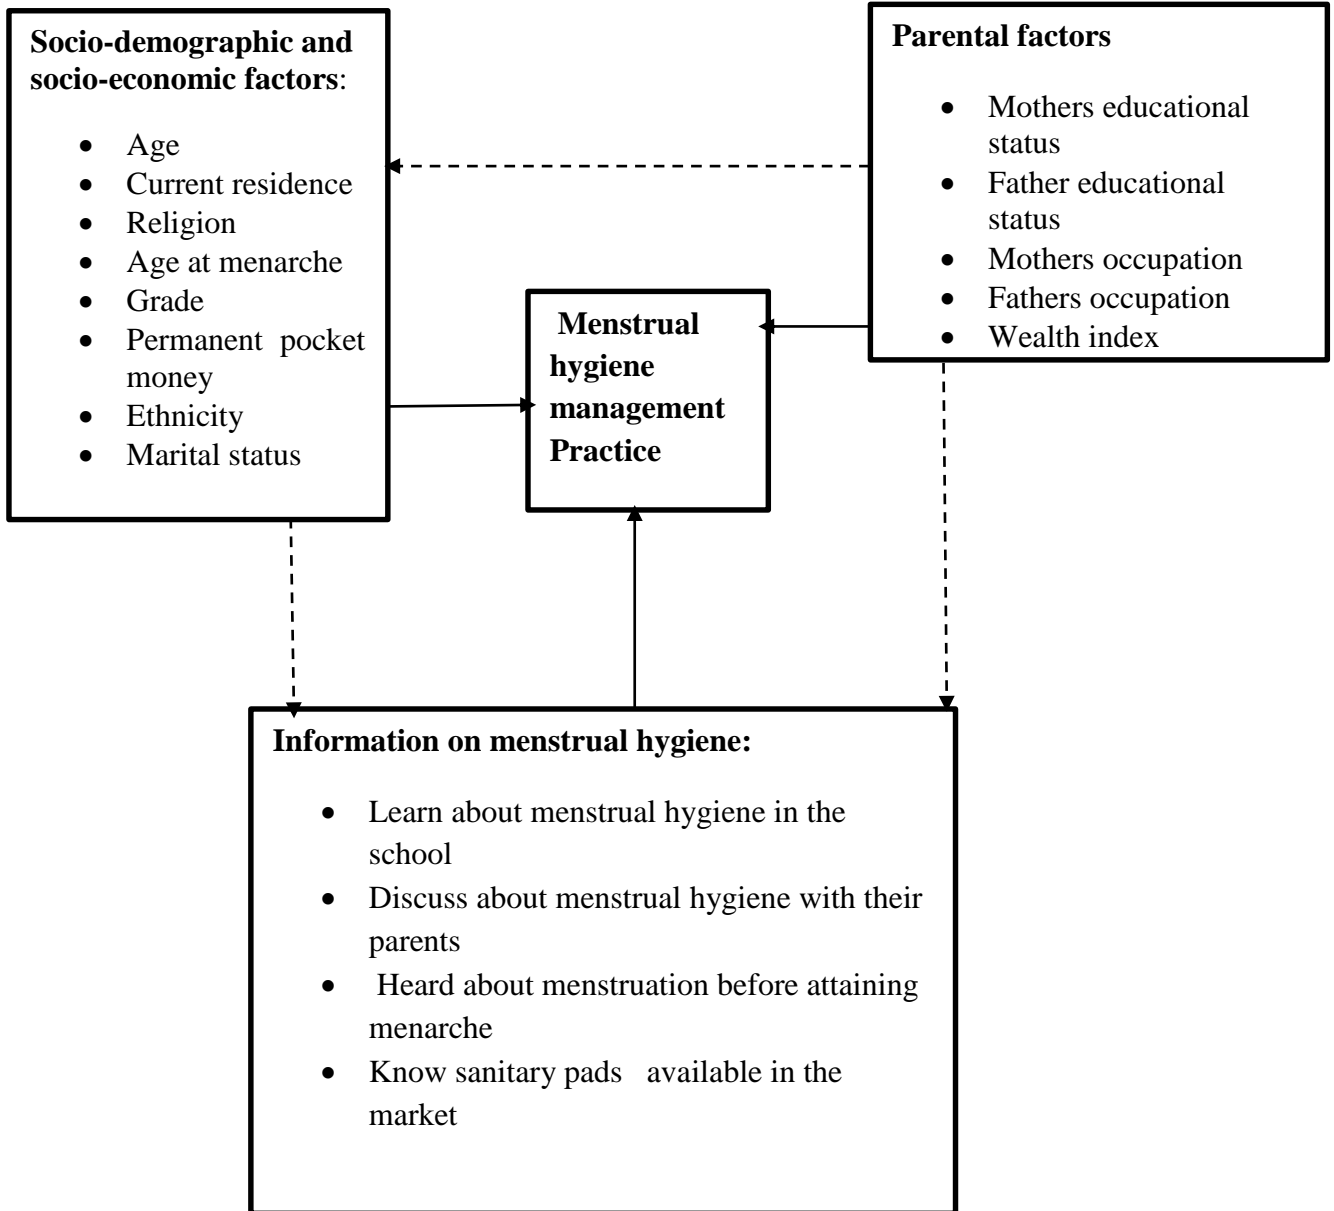 Socio-demographic and
socio-economic factors:
• Age
• Current residence
• Religion
• Age at menarche
• Grade
• Permanent pocket
money
• Ethnicity
• Marital status
Parental factors
• Mothers educational
status
• Father educational
status
• Mothers occupation
• Fathers occupation
• Wealth index
Menstrual
hygiene
management
Practice
Information on menstrual hygiene:
• Learn about menstrual hygiene in the
school
• Discuss about menstrual hygiene with their
parents
• Heard about menstruation before attaining
menarche
• Know sanitary pads available in the
market